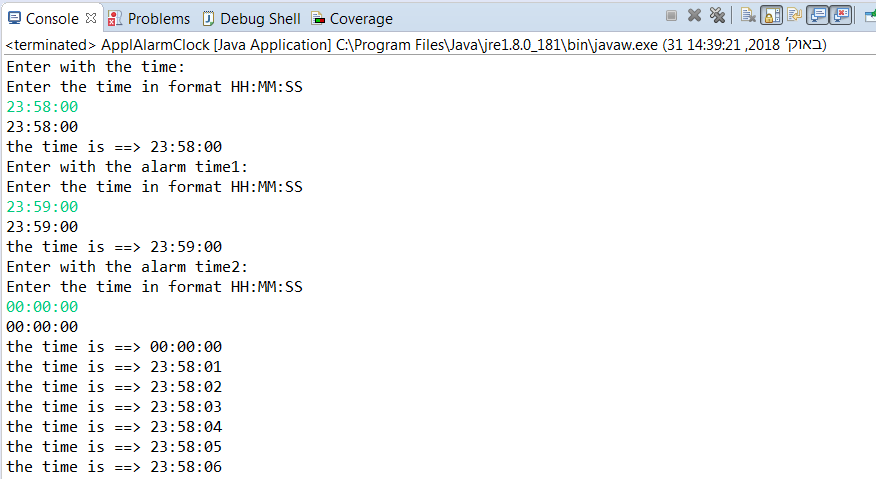 Console Problems Debug Shell Coverage
<terminated> ApplAlarmClock [Java Application] C:\Program Files\Java\jre1.8.0_181\bin\javaw.exe (31 באוק׳ 2018, 14:39:21)
Enter with the time:
Enter the time in format HH:MM:SS
23:58:00
23:58:00
the time is ==> 23:58:00
Enter with the alarm time1:
Enter the time in format HH:MM:SS
23:59:00
23:59:00
the time is ==> 23:59:00
Enter with the alarm time2:
Enter the time in format HH:MM:SS
00:00:00
00:00:00
the time is ==> 00:00:00
the time is ==> 23:58:01
the time is ==> 23:58:02
the time is ==> 23:58:03
the time is ==> 23:58:04
the time is ==> 23:58:05
the time is ==> 23:58:06